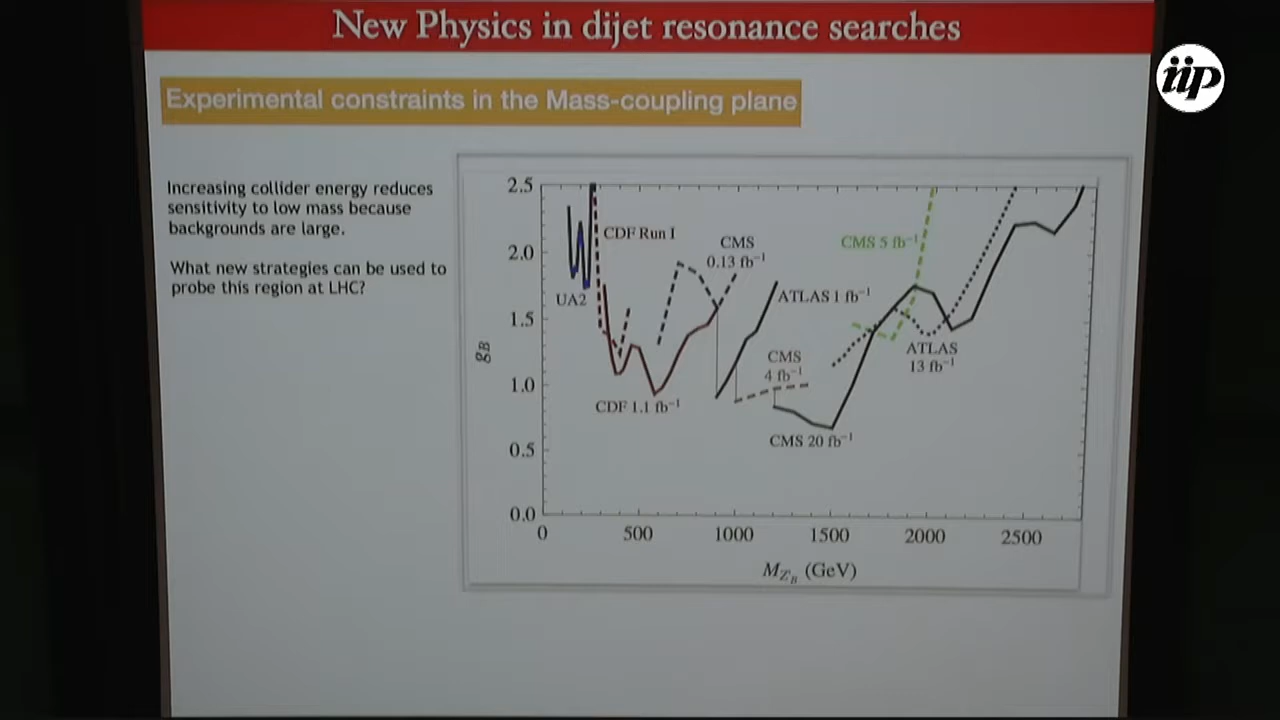 New Physics in dijet resonance searches
iip
Experimental constraints in the Mass-coupling plane
Increasing collider energy reduces
sensitivity to low mass because
backgrounds are large.
What new strategies can be used to
probe this region at LHC?
2.5
2.0
1.5
1.0
0.5
0.0
g_B
CDF Run I
CMS
0.13 fb⁻¹
CMS 5 fb⁻¹
UA2
ATLAS 1 fb⁻¹
CMS
4 fb⁻¹
ATLAS
13 fb⁻¹
CDF 1.1 fb⁻¹
CMS 20 fb⁻¹
0 500 1000 1500 2000 2500
M_{Z_B} (GeV)